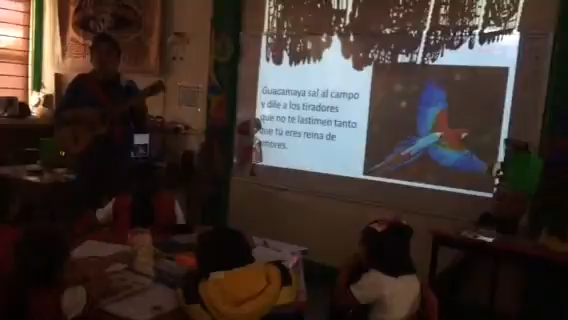 Guacamaya sal al campo
y dile a los tiradores
que no te lastimen tanto
que tú eres reina de
amores.